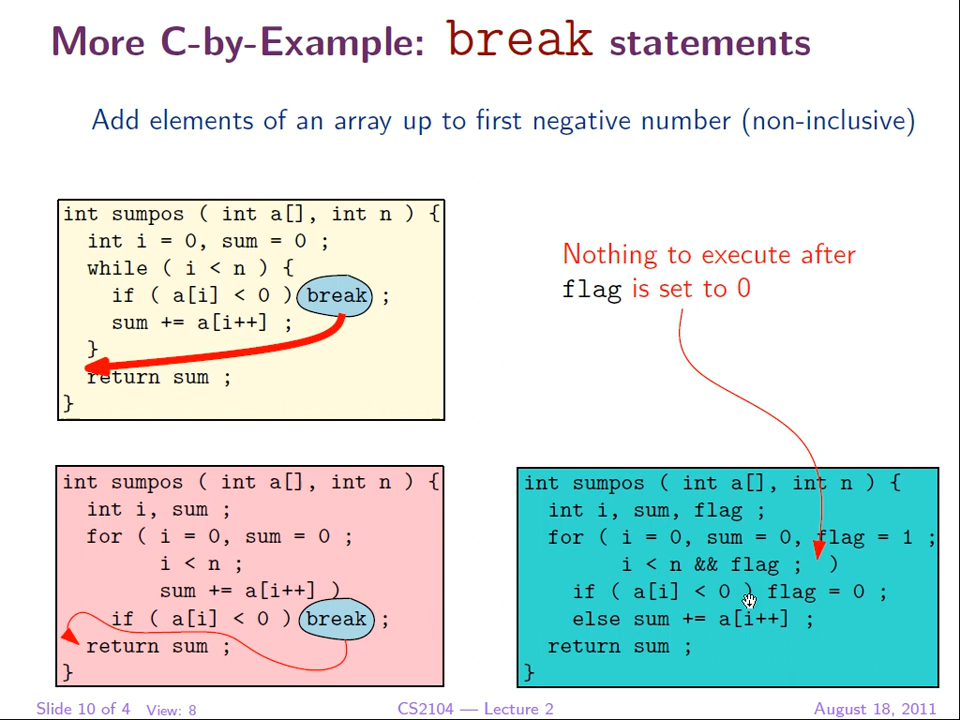 More C-by-Example: break statements
Add elements of an array up to first negative number (non-inclusive)
int sumpos ( int a[], int n ) {
int i = 0, sum = 0 ;
while ( i < n ) {
if ( a[i] < 0 ) break ;
sum += a[i++] ;
}
return sum ;
}
Nothing to execute after
flag is set to 0
int sumpos ( int a[], int n ) {
int i, sum ;
for ( i = 0, sum = 0 ;
i < n ;
sum += a[i++] )
if ( a[i] < 0 ) break ;
return sum ;
}
int sumpos ( int a[], int n ) {
int i, sum, flag ;
for ( i = 0, sum = 0, flag = 1 ;
i < n && flag ; )
if ( a[i] < 0 ) flag = 0 ;
else sum += a[i++] ;
return sum ;
}
Slide 10 of 4 View: 8 CS2104 — Lecture 2 August 18, 2011